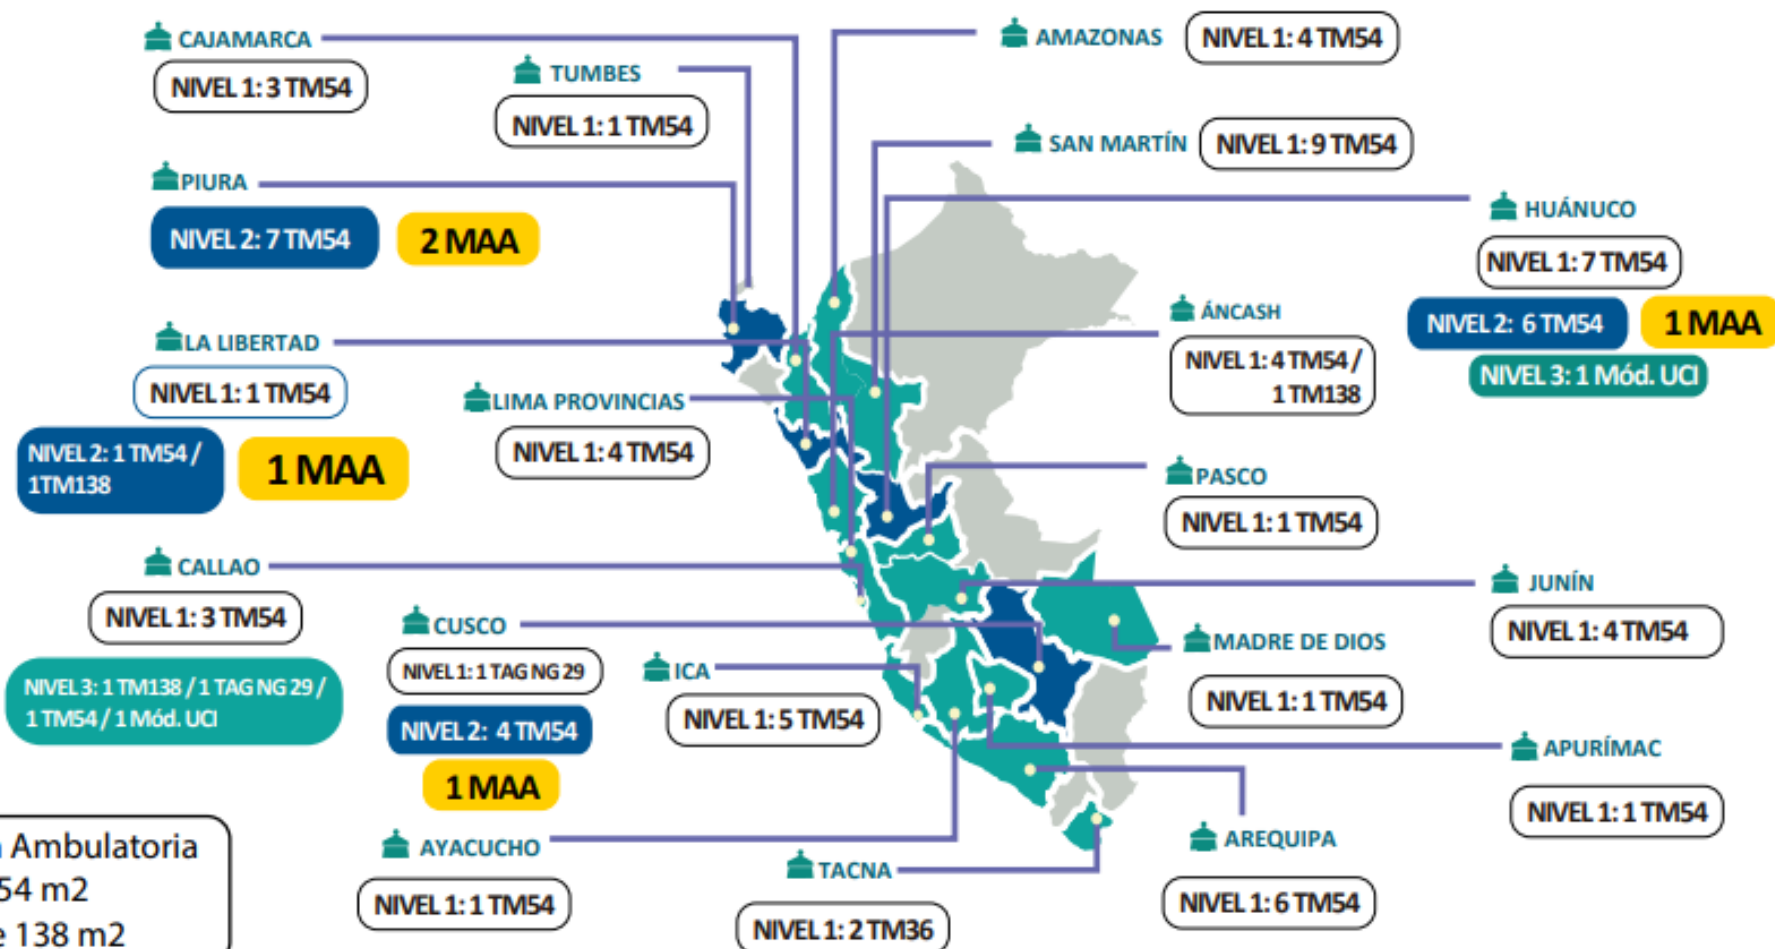 CAJAMARCA
NIVEL 1: 3 TM54
TUMBES
NIVEL 1: 1 TM54
AMAZONAS
NIVEL 1: 4 TM54
SAN MARTÍN
NIVEL 1: 9 TM54
PIURA
NIVEL 2: 7 TM54
2 MAA
HUÁNUCO
NIVEL 1: 7 TM54
NIVEL 2: 6 TM54
1 MAA
NIVEL 3: 1 Mód. UCI
LA LIBERTAD
NIVEL 1: 1 TM54
NIVEL 2: 1 TM54 /
1TM138
1 MAA
LIMA PROVINCIAS
NIVEL 1: 4 TM54
ÁNCASH
NIVEL 1: 4 TM54 /
1 TM138
PASCO
NIVEL 1: 1 TM54
CALLAO
NIVEL 1: 3 TM54
NIVEL 3: 1 TM138 / 1 TAG NG 29 /
1 TM54 / 1 Mód. UCI
CUSCO
NIVEL 1: 1 TAG NG 29
NIVEL 2: 4 TM54
1 MAA
ICA
NIVEL 1: 5 TM54
JUNÍN
NIVEL 1: 4 TM54
MADRE DE DIOS
NIVEL 1: 1 TM54
APURÍMAC
NIVEL 1: 1 TM54
AYACUCHO
NIVEL 1: 1 TM54
TACNA
NIVEL 1: 2 TM36
AREQUIPA
NIVEL 1: 6 TM54
Ambulatoria
54 m2
138 m2